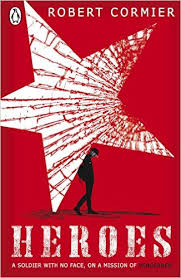 ROBERT CORMIER
HEROES
A SOLDIER WITH NO FACE, ON A MISSION OF